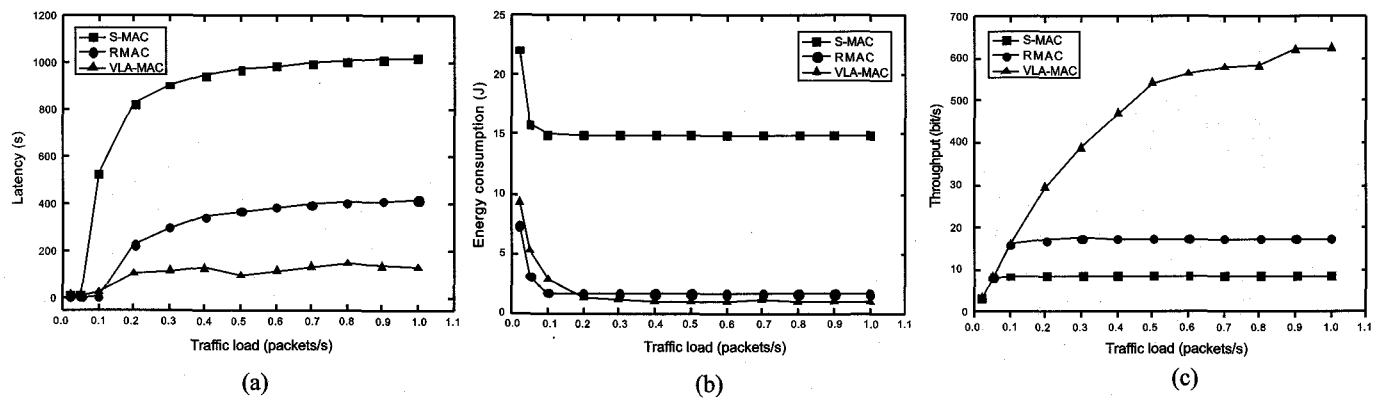 1200
1000
800
600
400
200
0
Latency (s)
S-MAC
RMAC
VLA-MAC
0.0 0.1 0.2 0.3 0.4 0.5 0.6 0.7 0.8 0.9 1.0 1.1
Traffic load (packets/s)
(a)
25
20
15
10
5
0
Energy consumption (J)
S-MAC
RMAC
VLA-MAC
0.0 0.1 0.2 0.3 0.4 0.5 0.6 0.7 0.8 0.9 1.0 1.1
Traffic load (packets/s)
(b)
700
600
500
400
30
20
10
0
Throughput (bit/s)
S-MAC
RMAC
VLA-MAC
0.0 0.1 0.2 0.3 0.4 0.5 0.6 0.7 0.8 0.9 1.0 1.1
Traffic load (packets/s)
(c)